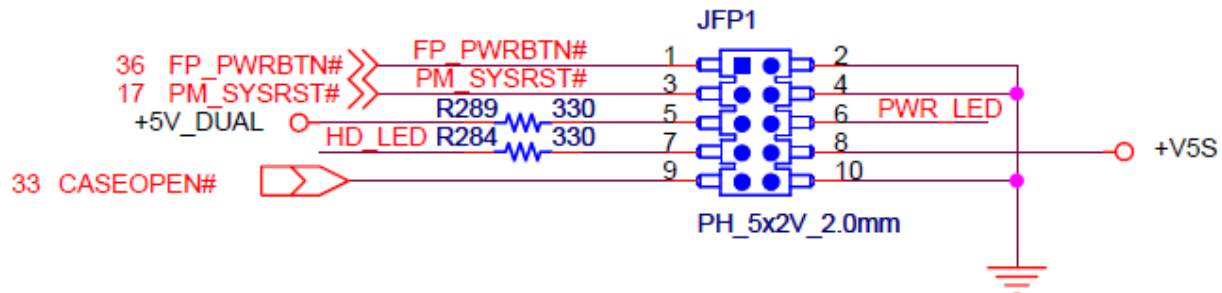 JFP1
36 FP_PWRBTN# FP_PWRBTN# 1 2
17 PM_SYSRST# PM_SYSRST# 3 4
+5V_DUAL R289 330 5 6 PWR_LED
HD_LED R284 330 7 8 +V5S
33 CASEOPEN# 9 10
PH_5x2V_2.0mm